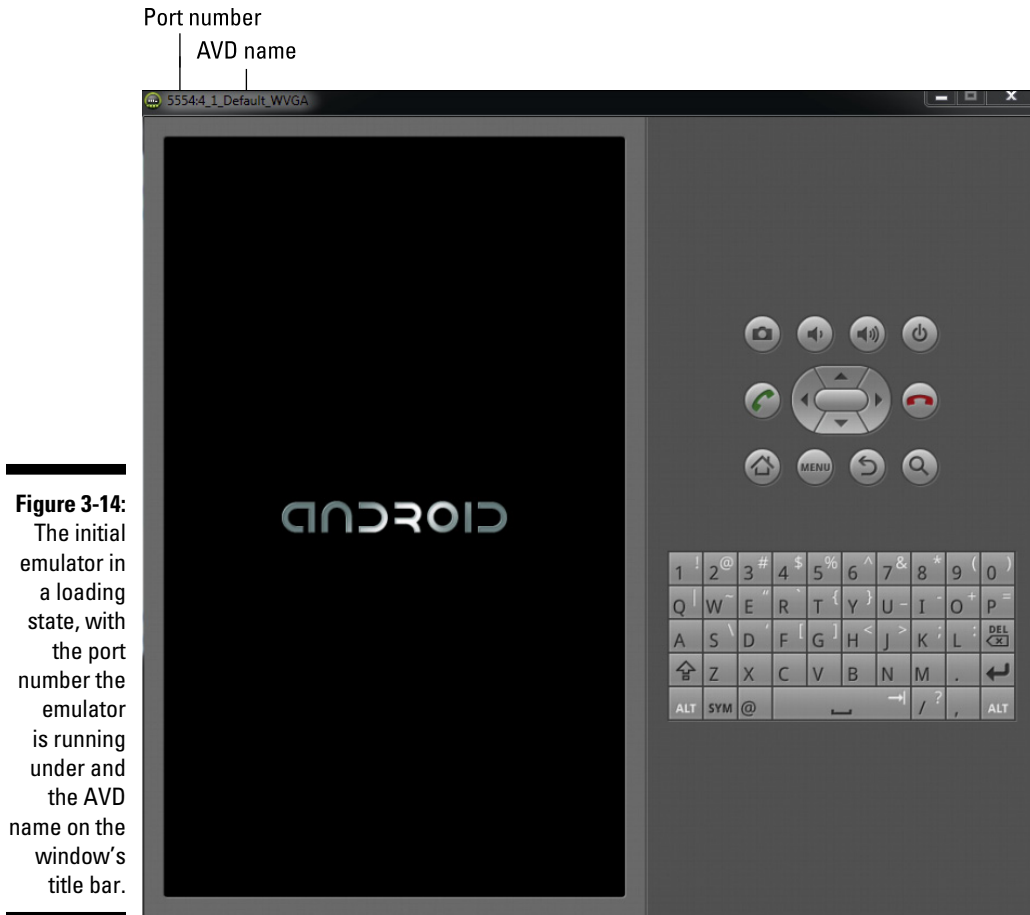 Port number
AVD name
5554:4_1_Default_WVGA
ANDROID
MENU
1 ! 2 @ 3 # 4 $ 5 % 6 ^ 7 & 8 * 9 ( 0 )
Q | W ~ E " R ` T { Y } U _ I - O + P =
A S \ D ' F [ G ] H < J > K ; L : DEL
Z X C V B N M .
ALT SYM @ / ? , ALT
Figure 3-14:
The initial
emulator in
a loading
state, with
the port
number the
emulator
is running
under and
the AVD
name on the
window's
title bar.